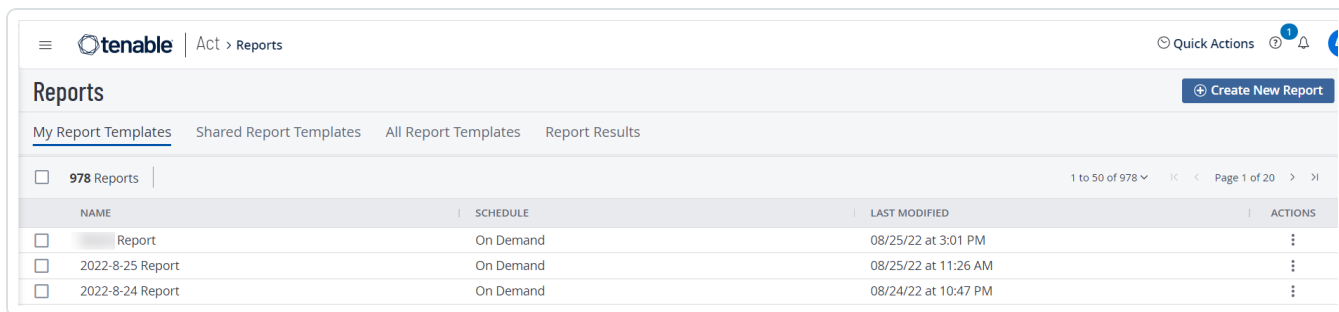 tenable Act > Reports Quick Actions 1
Reports Create New Report
My Report Templates Shared Report Templates All Report Templates Report Results
978 Reports 1 to 50 of 978 Page 1 of 20
NAME SCHEDULE LAST MODIFIED ACTIONS
Report On Demand 08/25/22 at 3:01 PM
2022-8-25 Report On Demand 08/25/22 at 11:26 AM
2022-8-24 Report On Demand 08/24/22 at 10:47 PM